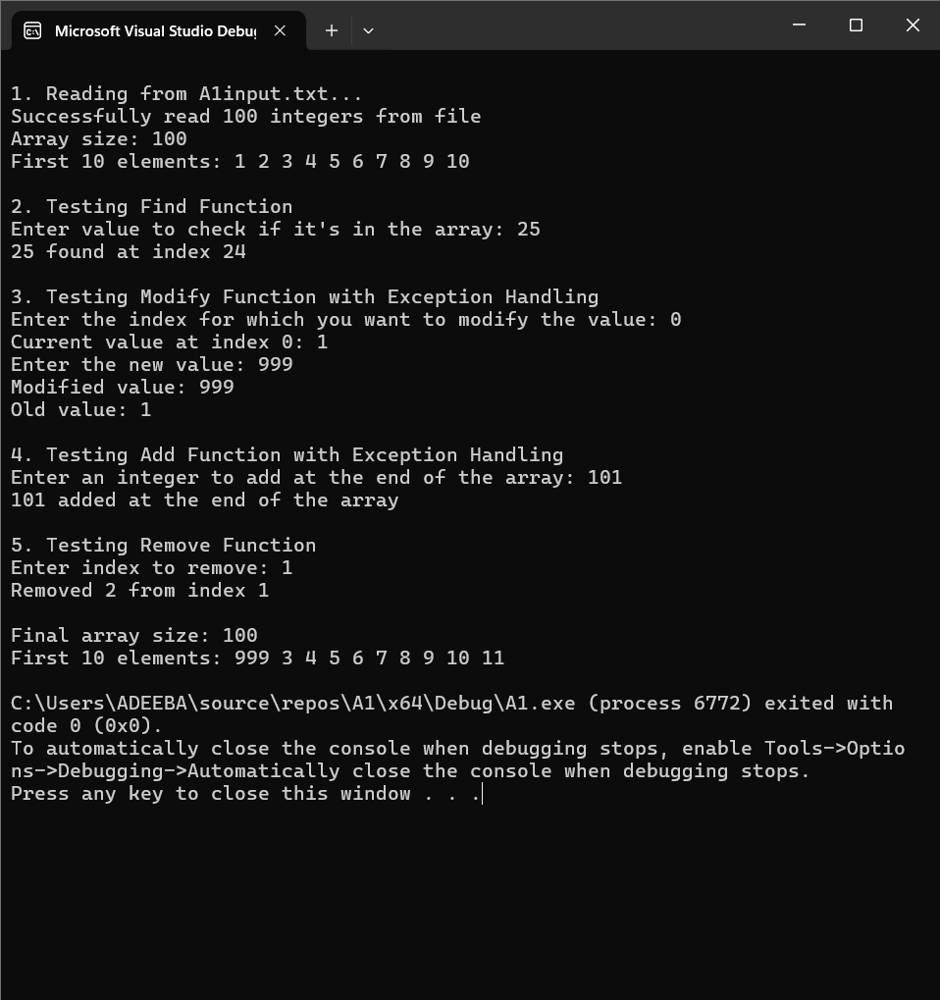 Microsoft Visual Studio Debu
1. Reading from A1input.txt...
Successfully read 100 integers from file
Array size: 100
First 10 elements: 1 2 3 4 5 6 7 8 9 10
2. Testing Find Function
Enter value to check if it's in the array: 25
25 found at index 24
3. Testing Modify Function with Exception Handling
Enter the index for which you want to modify the value: 0
Current value at index 0: 1
Enter the new value: 999
Modified value: 999
Old value: 1
4. Testing Add Function with Exception Handling
Enter an integer to add at the end of the array: 101
101 added at the end of the array
5. Testing Remove Function
Enter index to remove: 1
Removed 2 from index 1
Final array size: 100
First 10 elements: 999 3 4 5 6 7 8 9 10 11
C:\Users\ADEEBA\source\repos\A1\x64\Debug\A1.exe (process 6772) exited with
code 0 (0x0).
To automatically close the console when debugging stops, enable Tools->Optio
ns->Debugging->Automatically close the console when debugging stops.
Press any key to close this window . . .